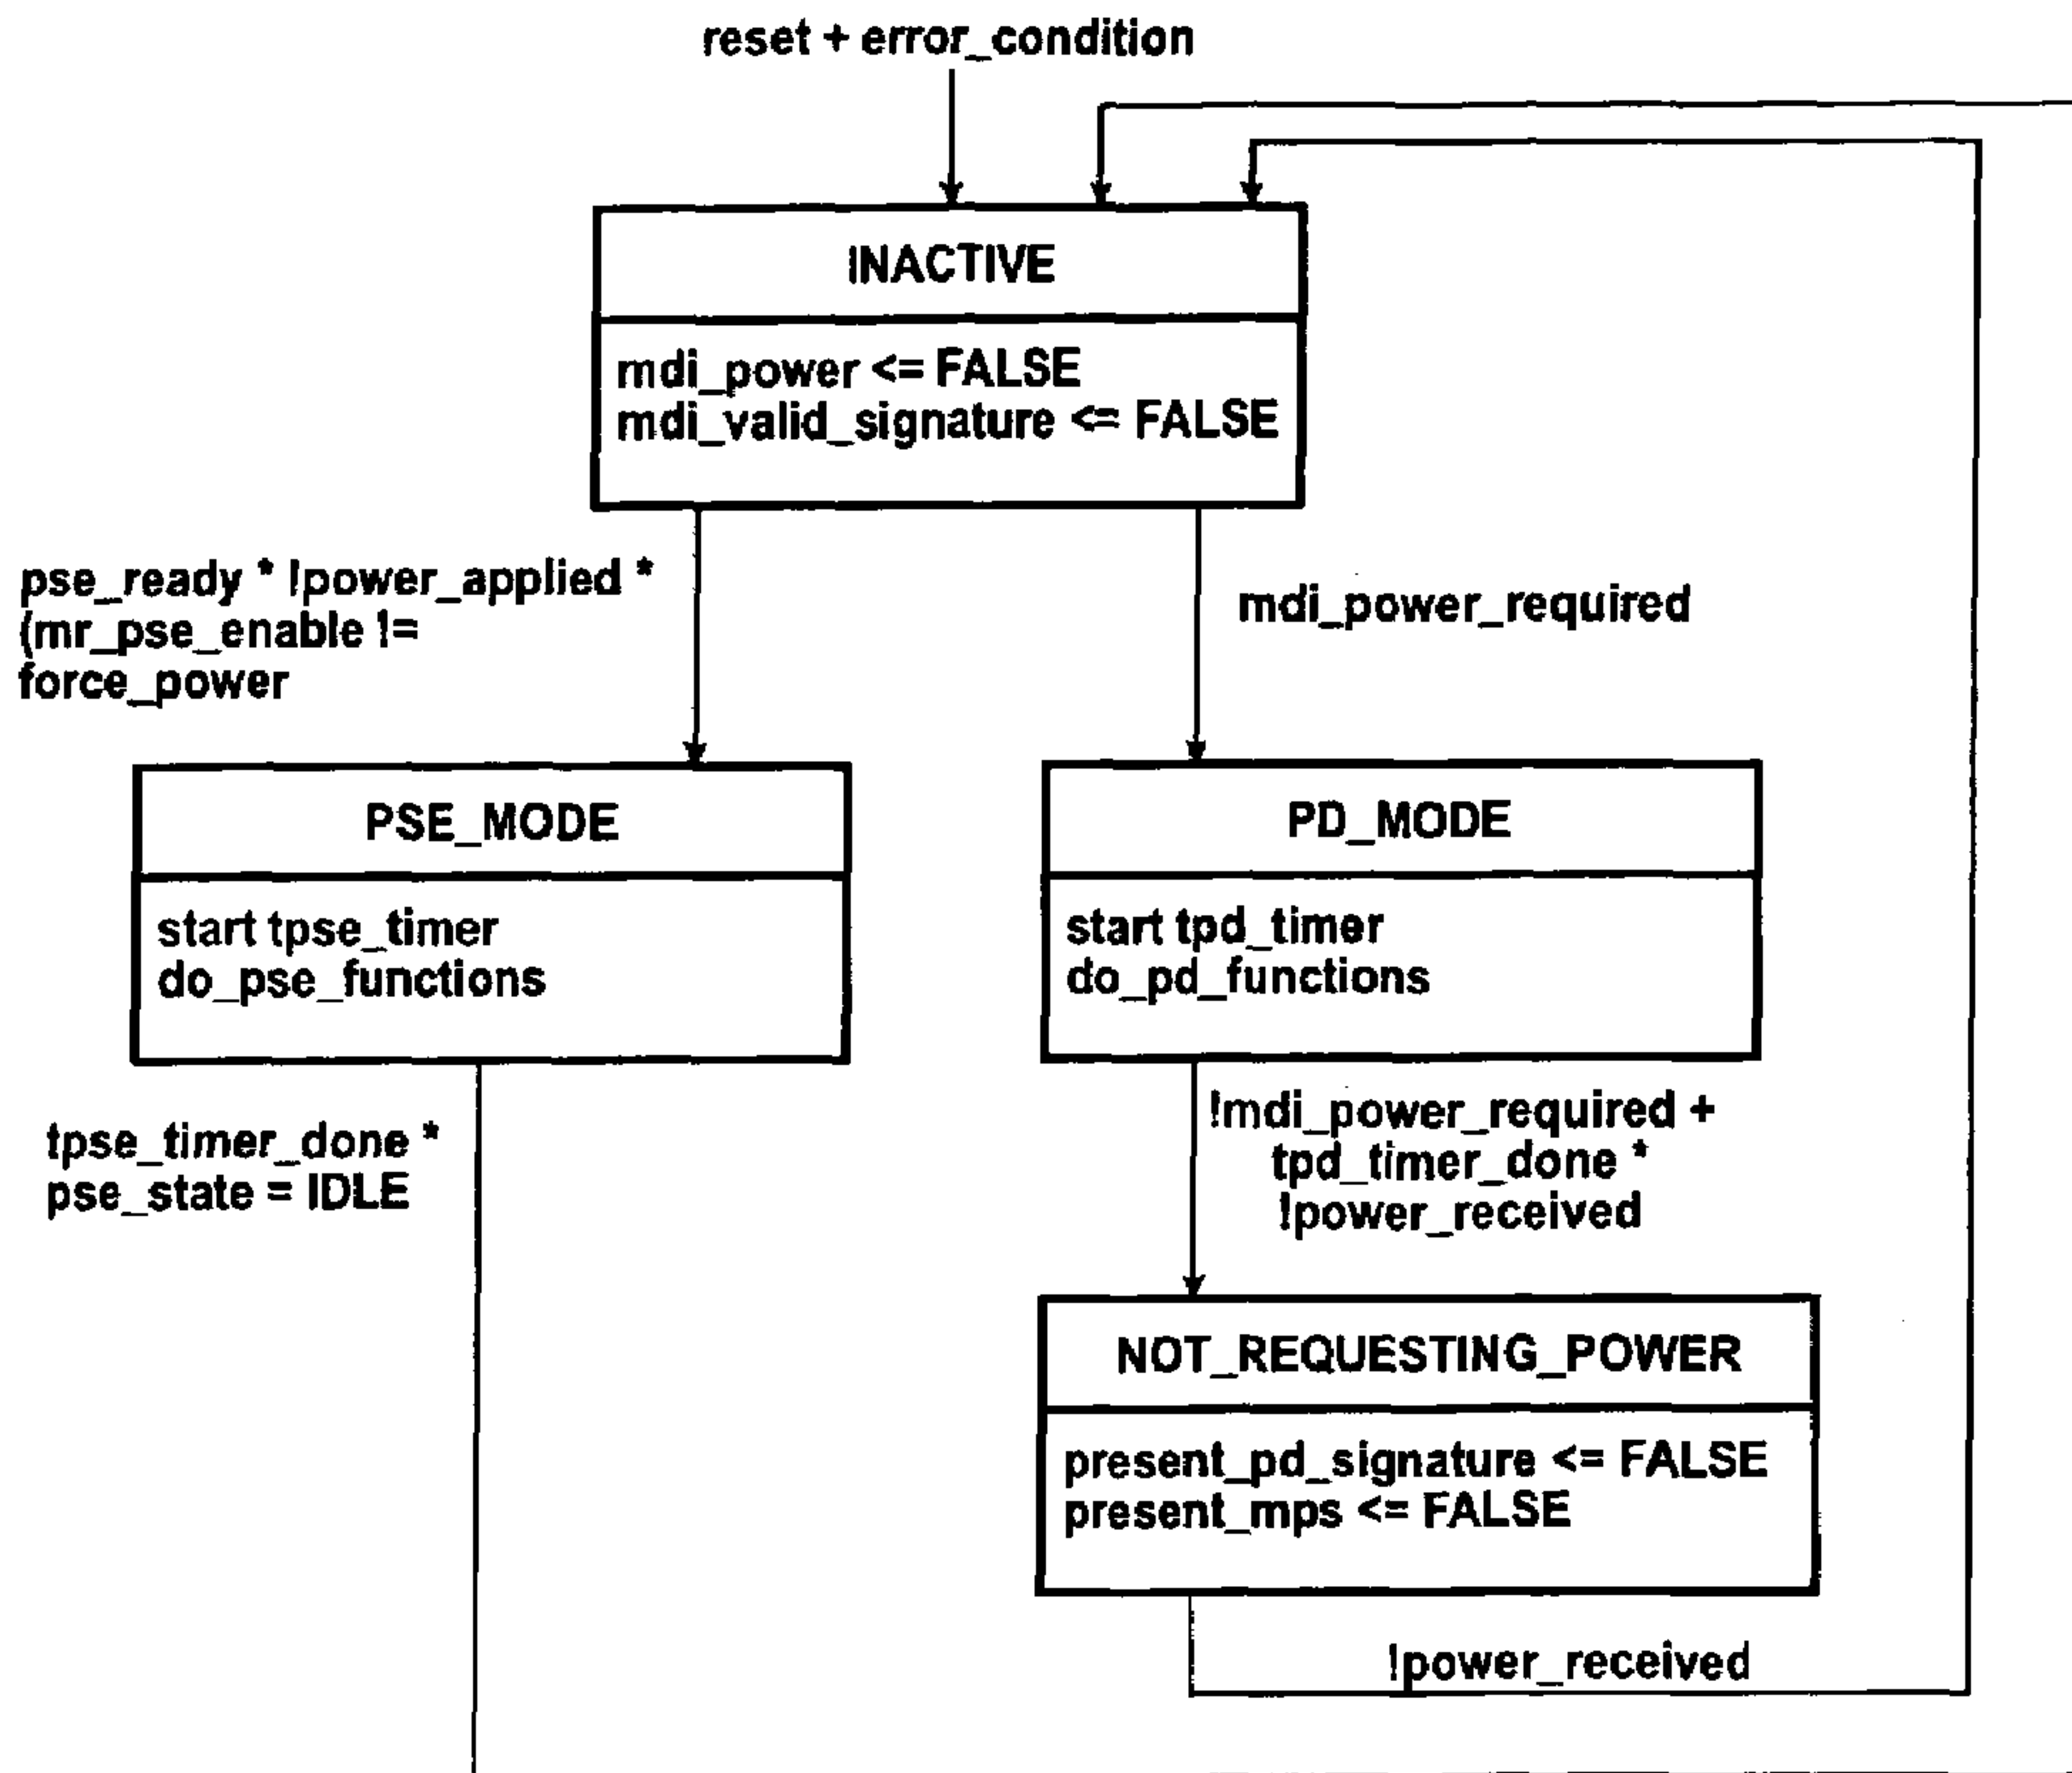 reset + error_condition
INACTIVE
mdi_power <= FALSE
mdi_valid_signature <= FALSE
pse_ready * !power_applied *
(mr_pse_enable !=
force_power
mdi_power_required
PSE_MODE
start tpse_timer
do_pse_functions
PD_MODE
start tpd_timer
do_pd_functions
tpse_timer_done *
pse_state = IDLE
!mdi_power_required +
tpd_timer_done *
!power_received
NOT_REQUESTING_POWER
present_pd_signature <= FALSE
present_mps <= FALSE
!power_received